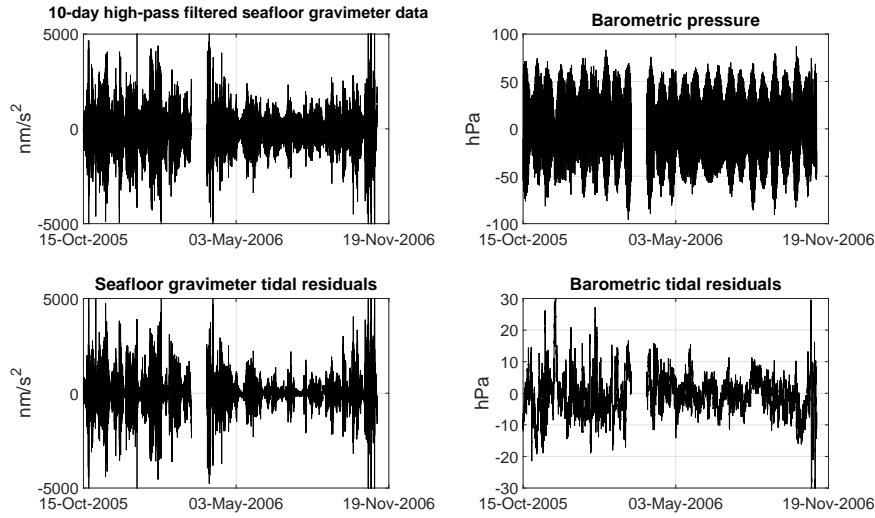 10-day high-pass filtered seafloor gravimeter data
5000
0
-5000
nm/s²
15-Oct-2005
03-May-2006
19-Nov-2006
Barometric pressure
100
50
0
-50
-100
hPa
15-Oct-2005
03-May-2006
19-Nov-2006
Seafloor gravimeter tidal residuals
5000
0
-5000
nm/s²
15-Oct-2005
03-May-2006
19-Nov-2006
Barometric tidal residuals
30
20
10
0
-10
-20
-30
hPa
15-Oct-2005
03-May-2006
19-Nov-2006